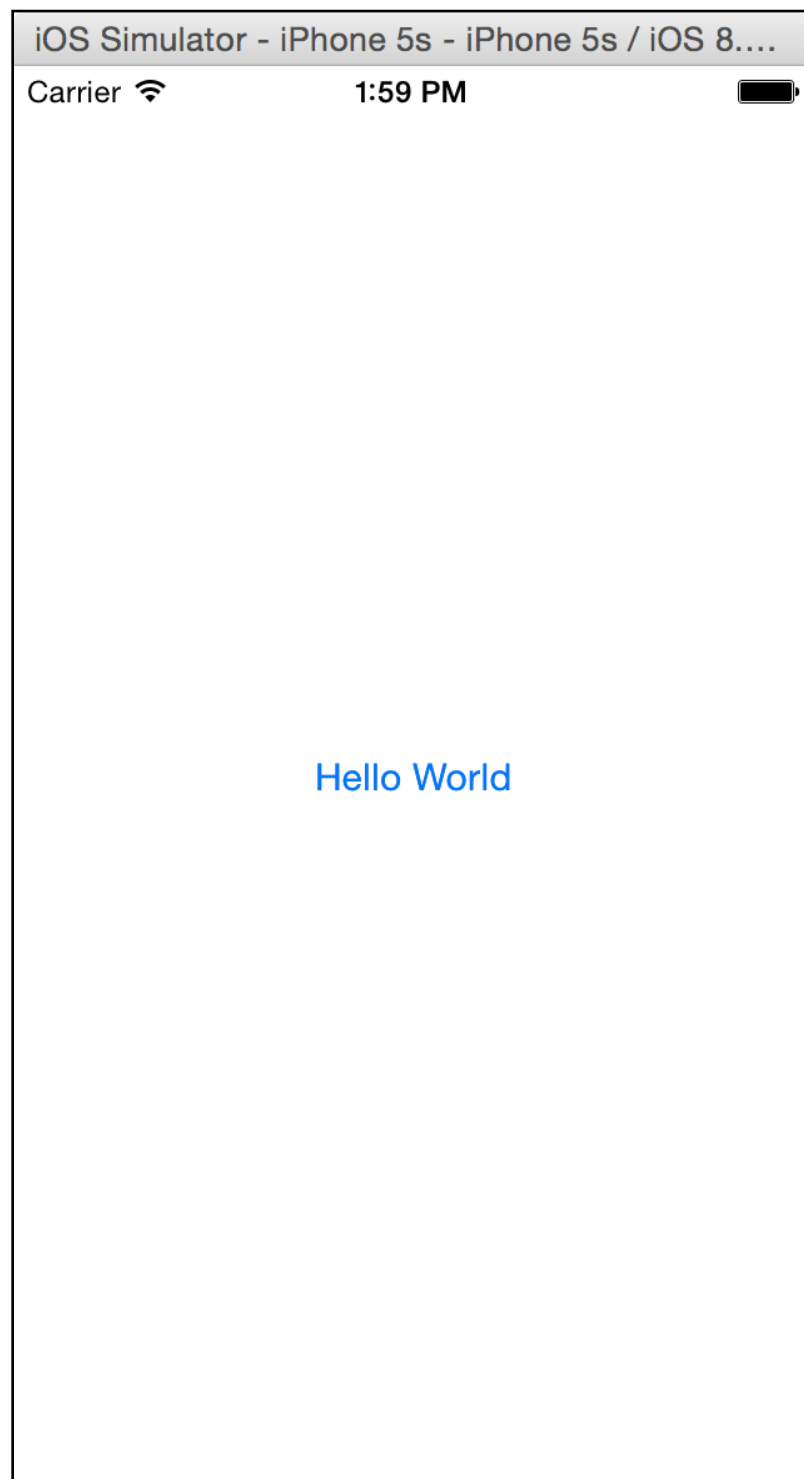 iOS Simulator - iPhone 5s - iPhone 5s / iOS 8....
Carrier 1:59 PM
Hello World